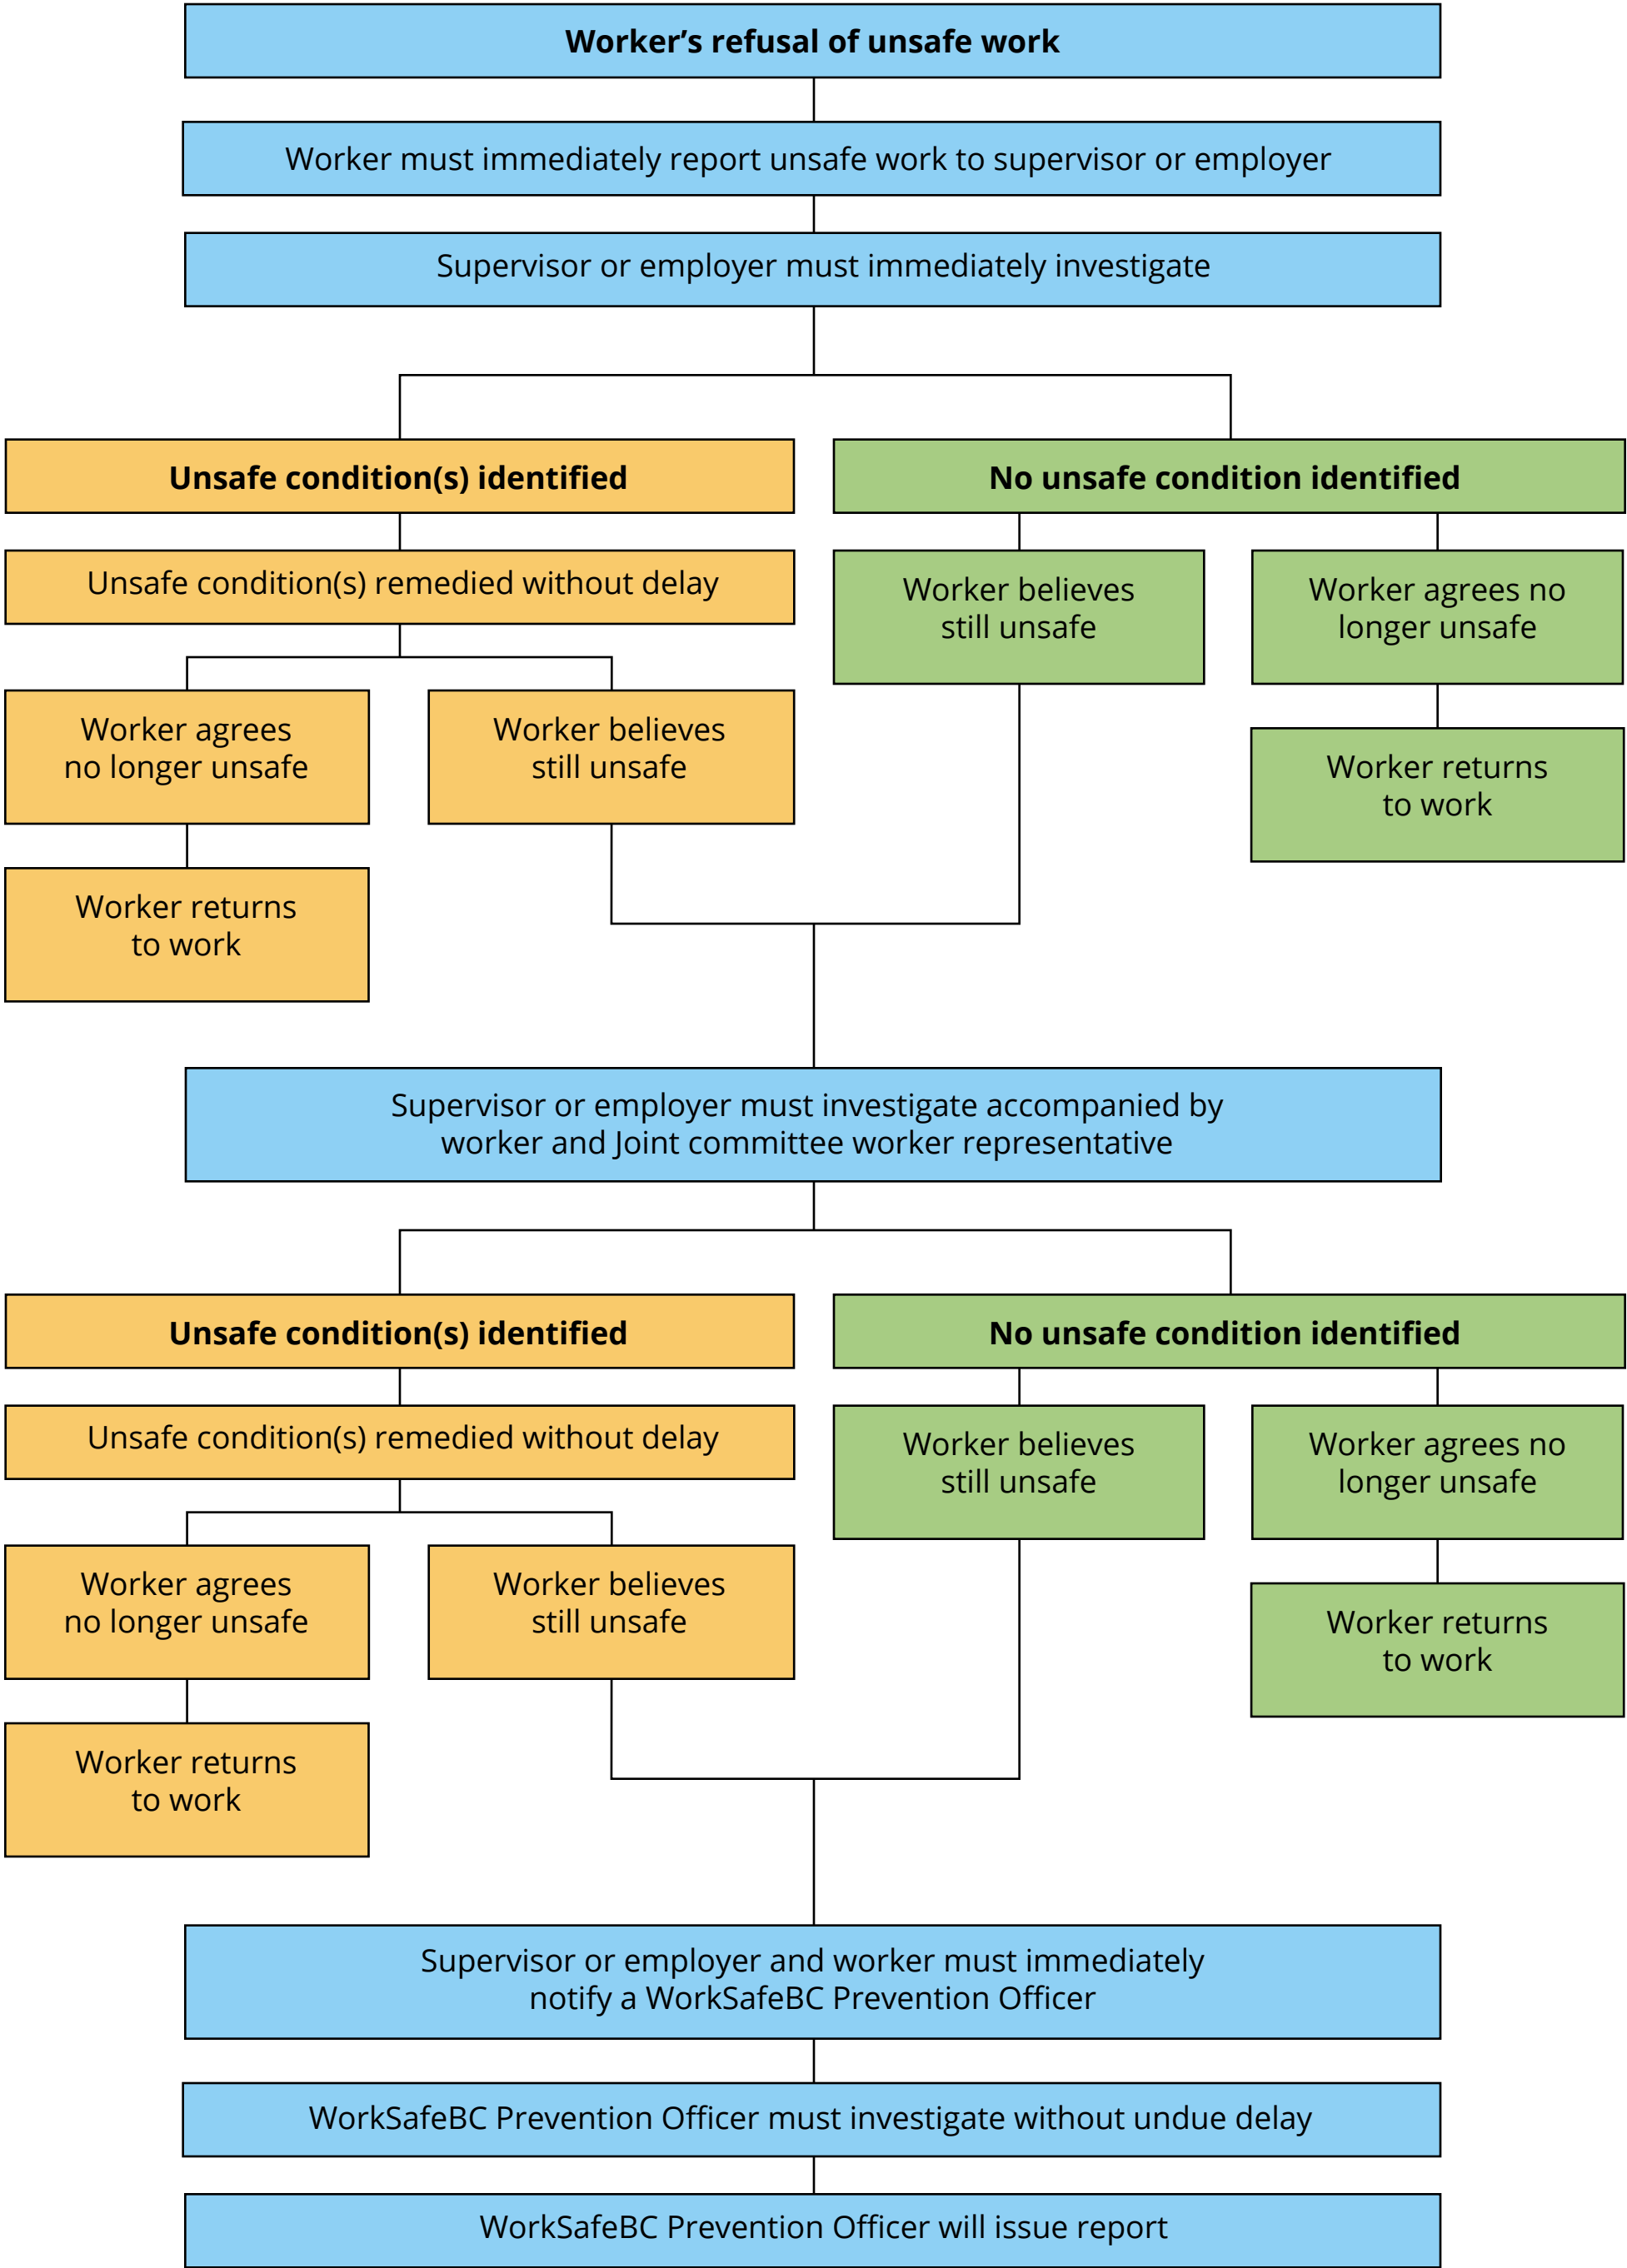 Worker’s refusal of unsafe work
Worker must immediately report unsafe work to supervisor or employer
Supervisor or employer must immediately investigate
Unsafe condition(s) identified
Unsafe condition(s) remedied without delay
Worker agrees
no longer unsafe
Worker returns
to work
Worker believes
still unsafe
No unsafe condition identified
Worker believes
still unsafe
Worker agrees no
longer unsafe
Worker returns
to work
Supervisor or employer must investigate accompanied by
worker and Joint committee worker representative
Unsafe condition(s) identified
Unsafe condition(s) remedied without delay
Worker agrees
no longer unsafe
Worker returns
to work
Worker believes
still unsafe
No unsafe condition identified
Worker believes
still unsafe
Worker agrees no
longer unsafe
Worker returns
to work
Supervisor or employer and worker must immediately
notify a WorkSafeBC Prevention Officer
WorkSafeBC Prevention Officer must investigate without undue delay
WorkSafeBC Prevention Officer will issue report